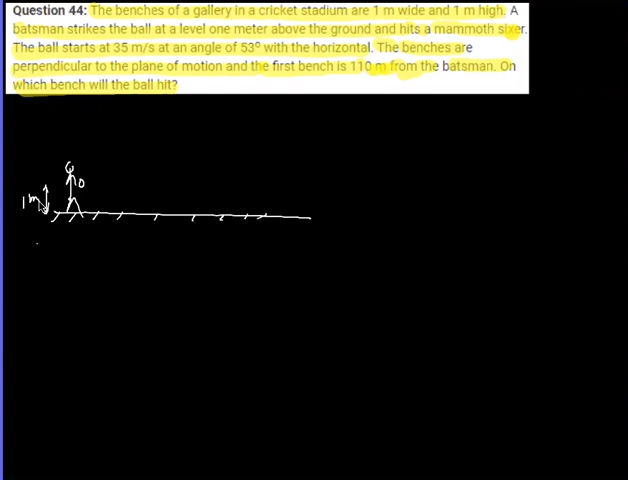 Question 44: The benches of a gallery in a cricket stadium are 1 m wide and 1 m high. A
batsman strikes the ball at a level one meter above the ground and hits a mammoth sixer.
The ball starts at 35 m/s at an angle of 53° with the horizontal. The benches are
perpendicular to the plane of motion and the first bench is 110 m from the batsman. On
which bench will the ball hit?
1m